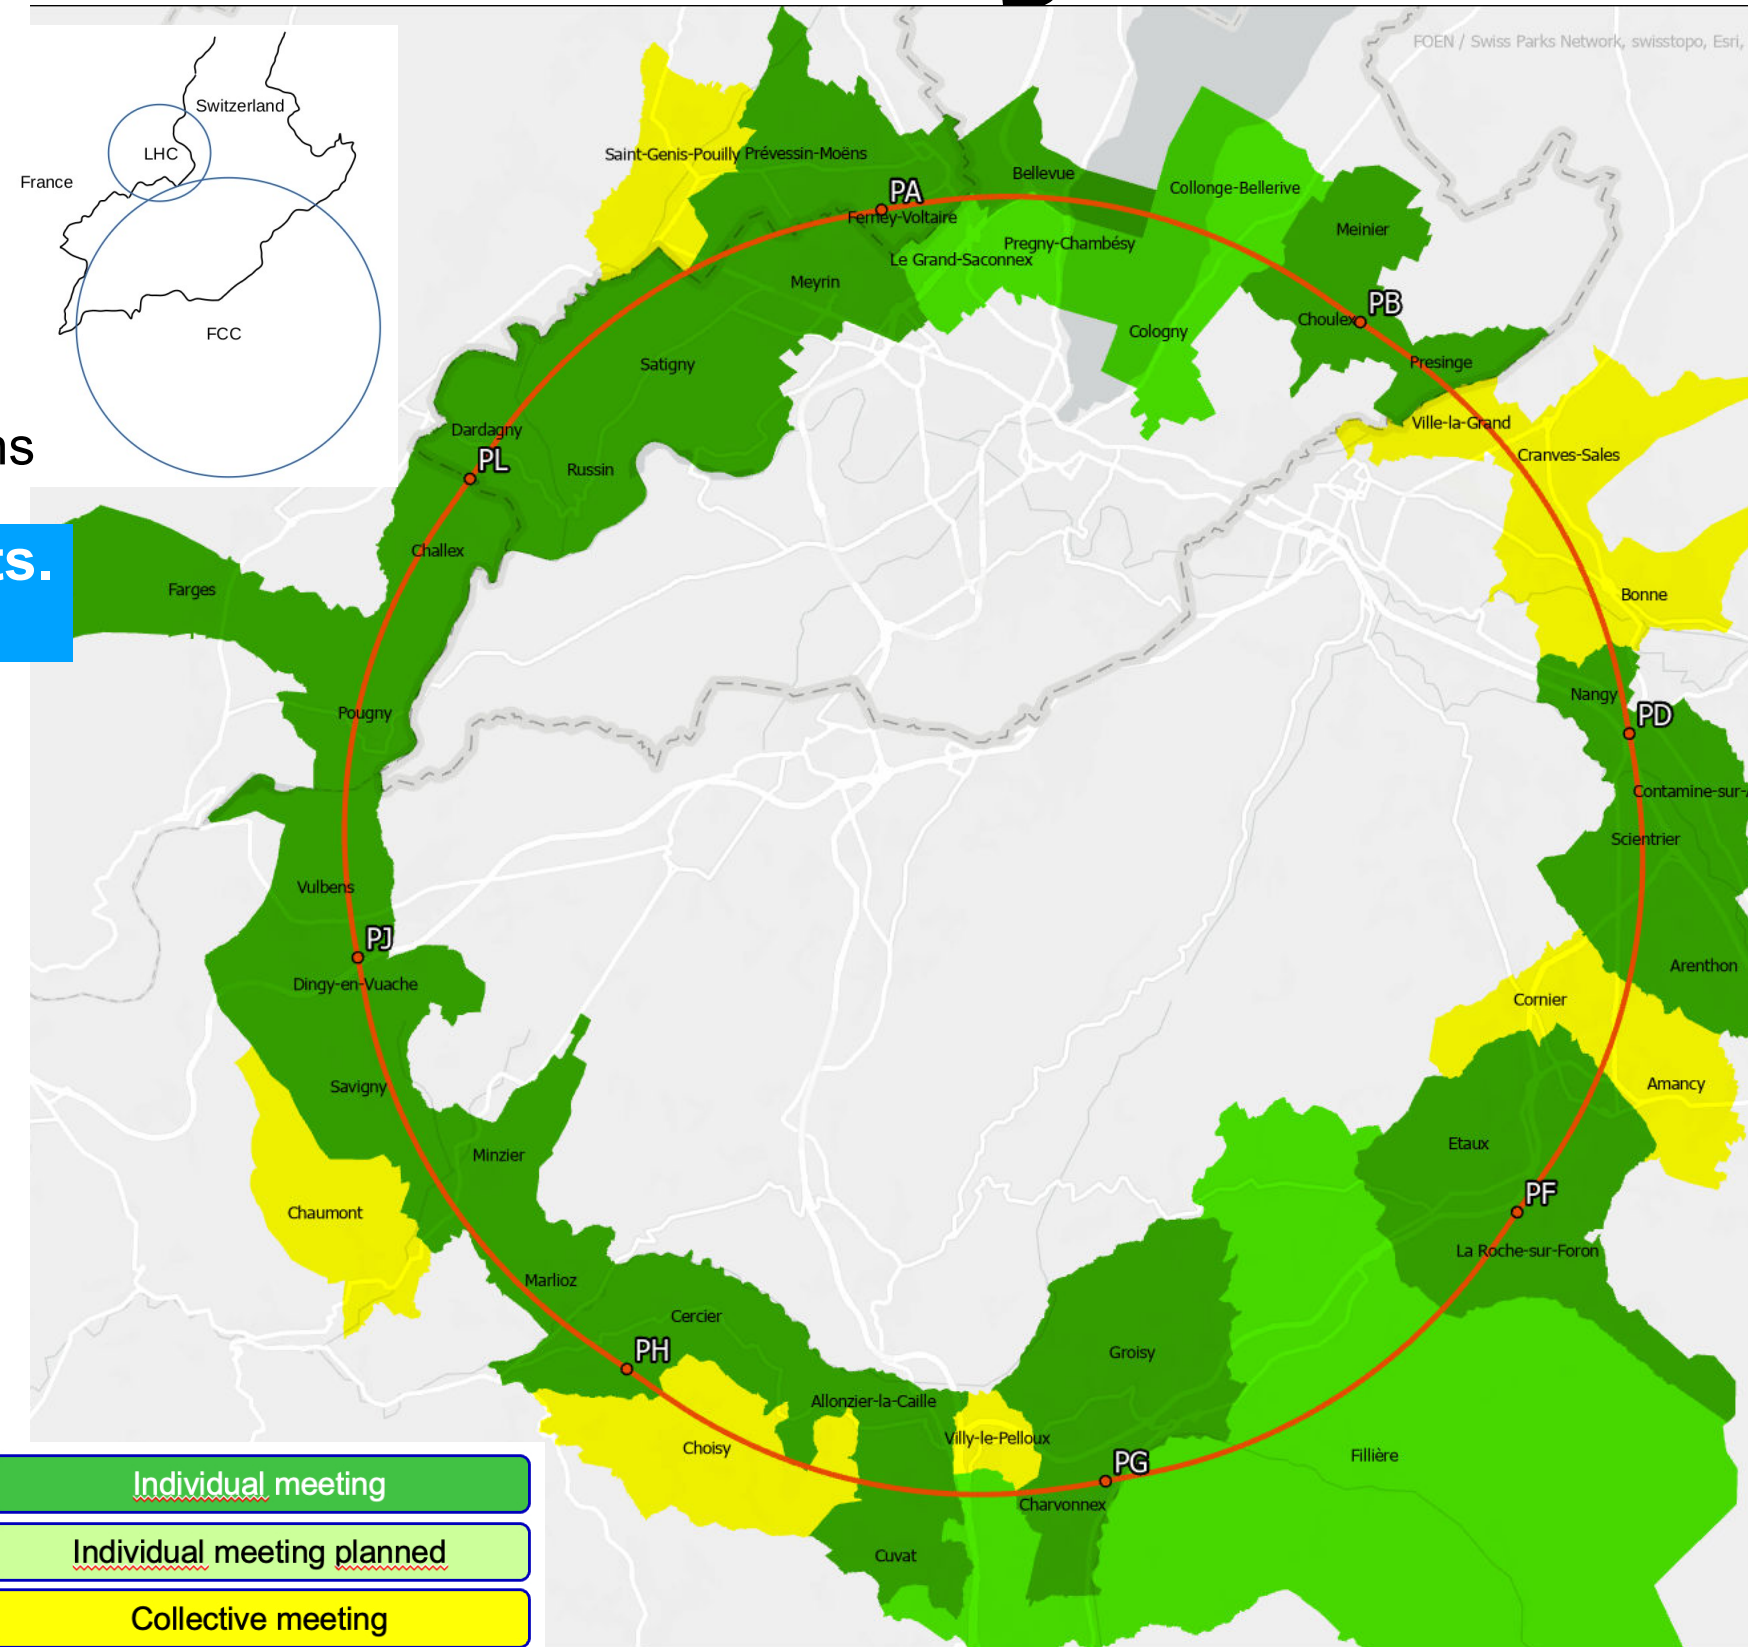 FOEN / Swiss Parks Network, swisstopo, Esri,
Switzerland
LHC
France
FCC
ns
ts.
Saint-Genis-Pouilly
Prévessin-Moëns
Bellevue
Collonge-Bellerive
PA
Ferney-Voltaire
Meinier
Pregny-Chambésy
Le Grand-Saconnex
Meyrin
PB
Choulex
Cologny
Satigny
Presinge
Ville-la-Grand
Dardagny
Cranves-Sales
PL
Russin
Challex
Farges
Bonne
Nangy
Pougny
PD
Contamine-sur-
Scientrier
Vulbens
PJ
Arenthon
Dingy-en-Vuache
Cornier
Savigny
Amancy
Etaux
Minzier
PF
Chaumont
La Roche-sur-Foron
Marlioz
Cercier
PH
Groisy
Allonzier-la-Caille
Villy-le-Pelloux
Choisy
Fillière
PG
Charvonnex
Cuvat
Individual meeting
Individual meeting planned
Collective meeting